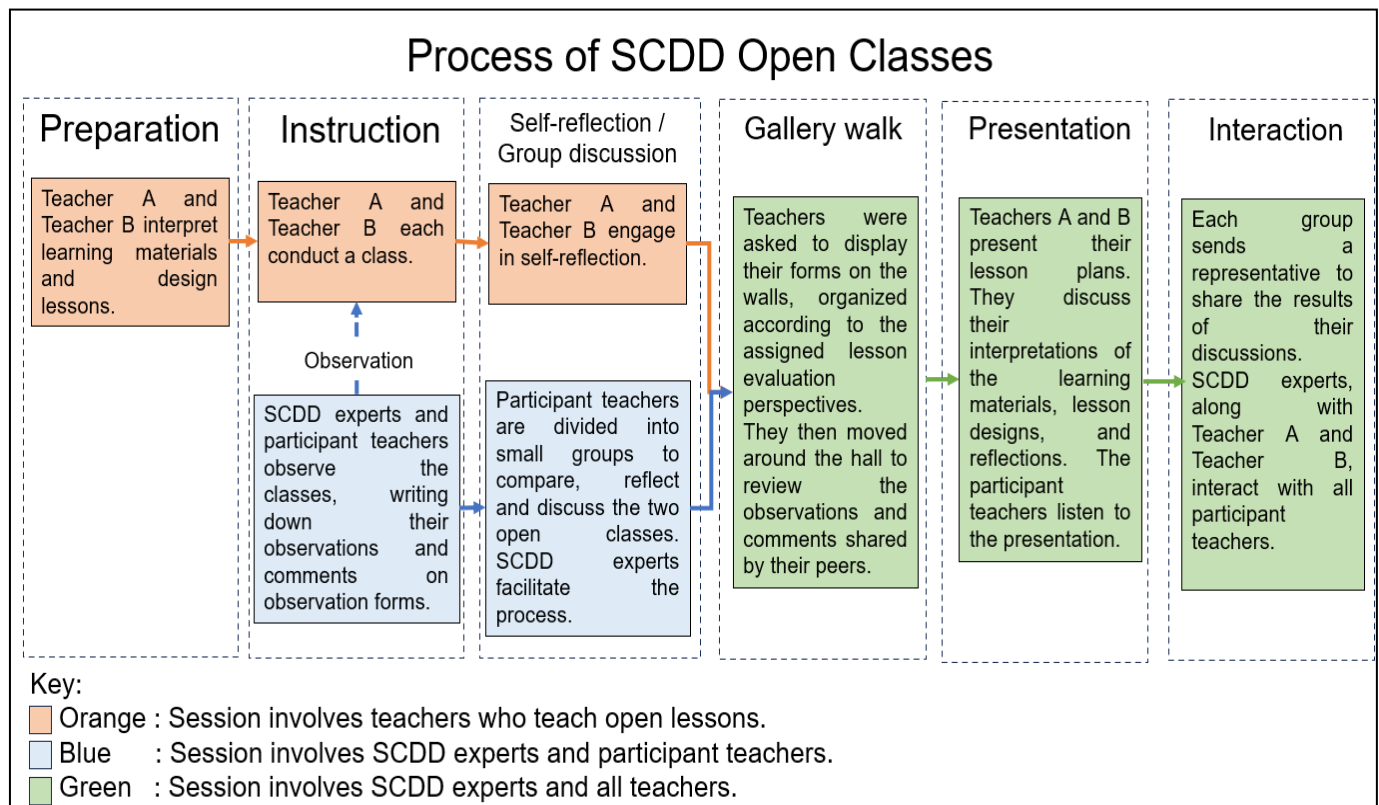 Process of SCDD Open Classes
Preparation
Teacher A and
Teacher B interpret
learning materials
and design
lessons.
Instruction
Teacher A and
Teacher B each
conduct a class.
Observation
SCDD experts and
participant teachers
observe the
classes, writing
down their
observations and
comments on
observation forms.
Self-reflection /
Group discussion
Teacher A and
Teacher B engage
in self-reflection.
Participant teachers
are divided into
small groups to
compare, reflect
and discuss the two
open classes.
SCDD experts
facilitate the
process.
Gallery walk
Teachers were
asked to display
their forms on the
walls, organized
according to the
assigned lesson
evaluation
perspectives.
They then moved
around the hall to
review the
observations and
comments shared
by their peers.
Presentation
Teachers A and B
present their
lesson plans.
They discuss
their
interpretations of
the learning
materials, lesson
designs, and
reflections. The
participant
teachers listen to
the presentation.
Interaction
Each group
sends a
representative to
share the results
of their
discussions.
SCDD experts,
along with
Teacher A and
Teacher B,
interact with all
participant
teachers.
Key:
Orange : Session involves teachers who teach open lessons.
Blue : Session involves SCDD experts and participant teachers.
Green : Session involves SCDD experts and all teachers.